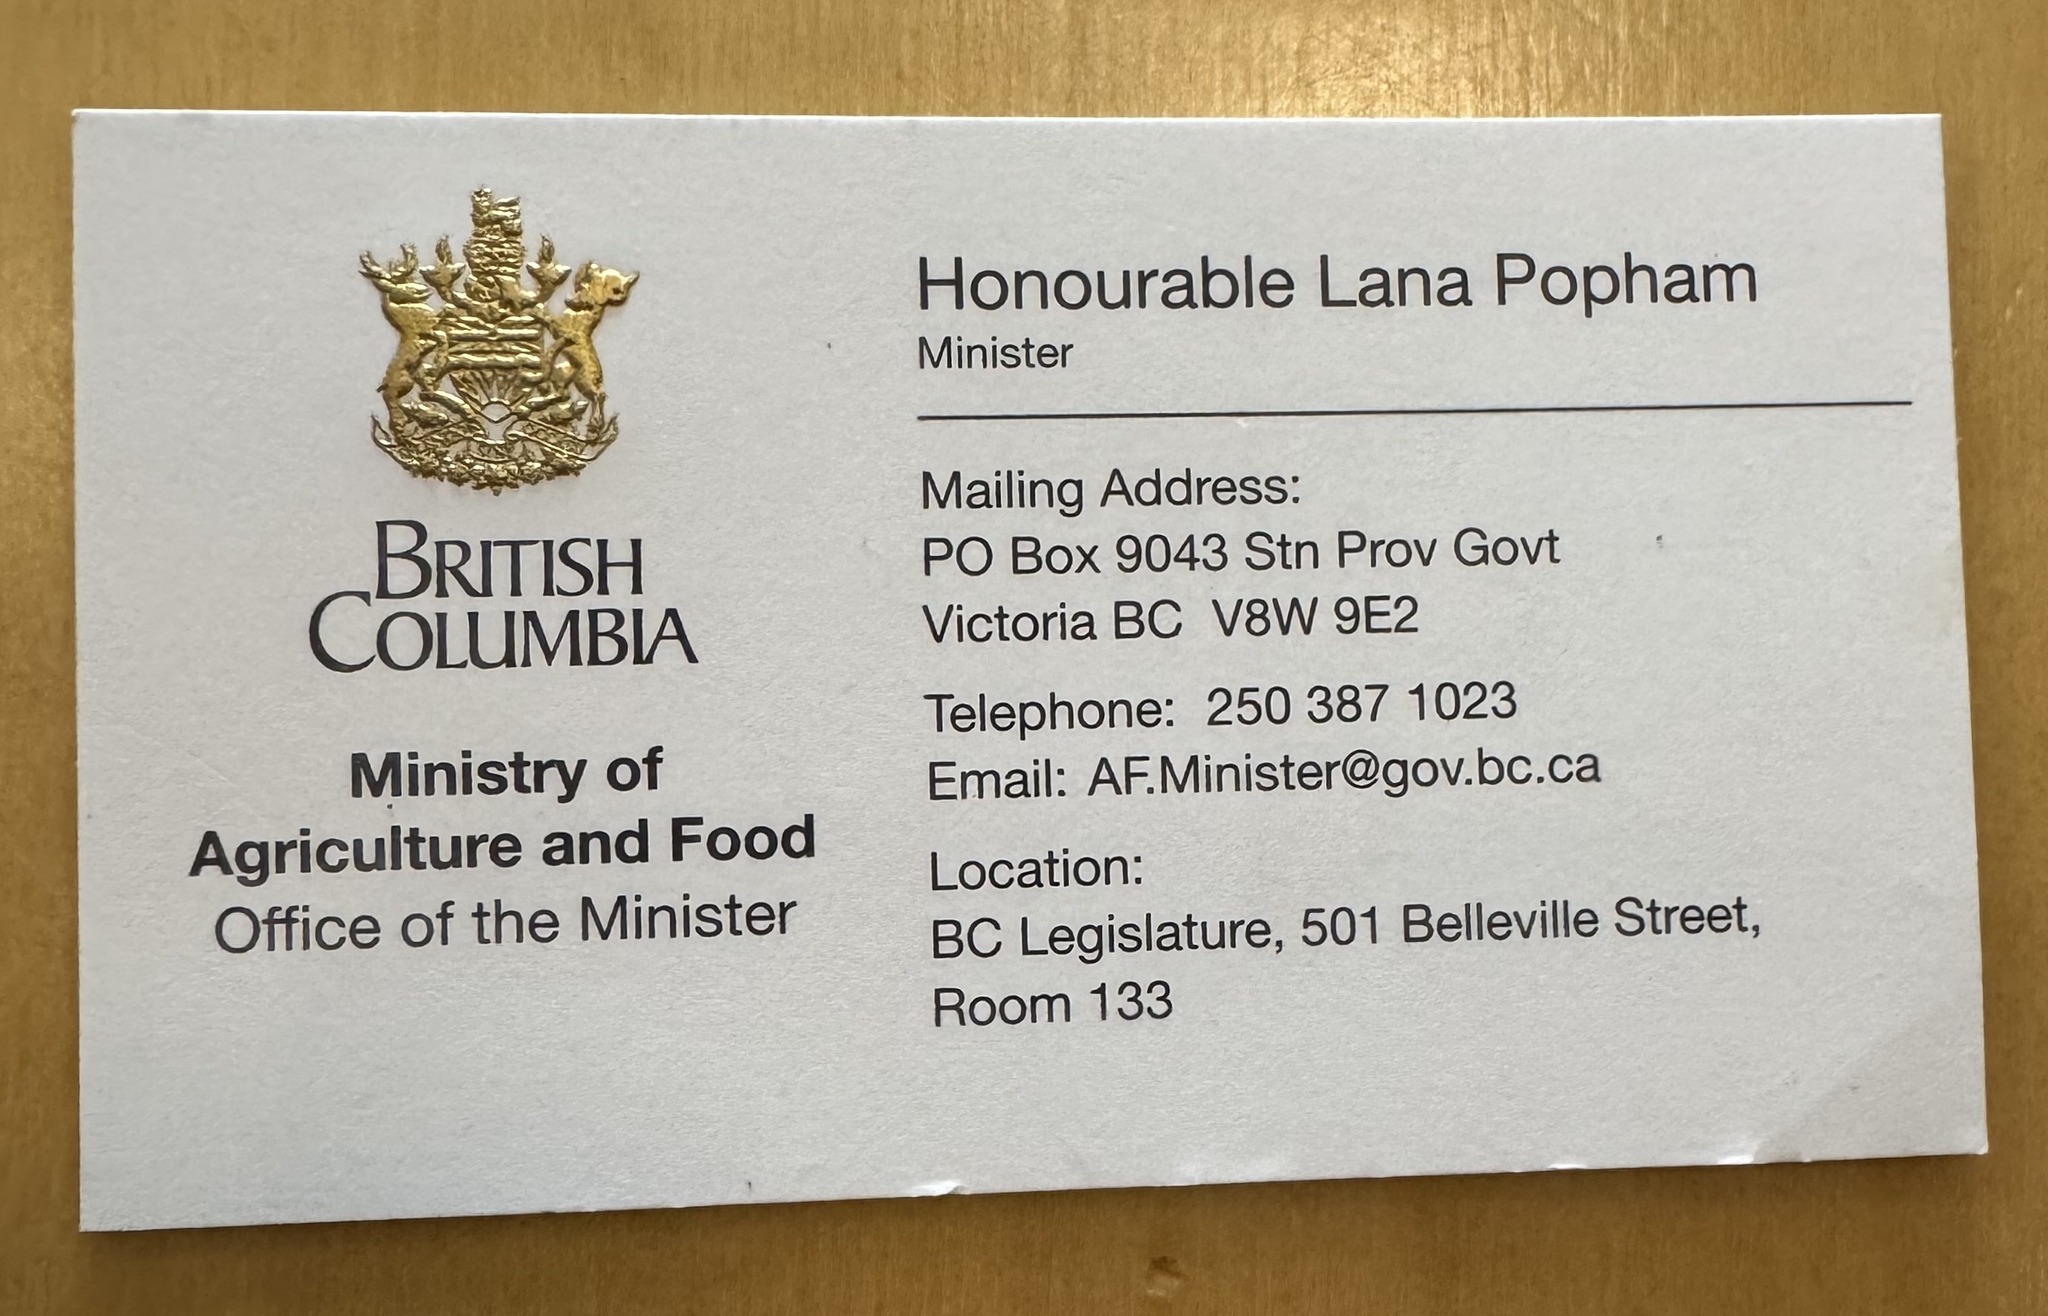 BRITISH
COLUMBIA
Ministry of
Agriculture and Food
Office of the Minister
Honourable Lana Popham
Minister
Mailing Address:
PO Box 9043 Stn Prov Govt
Victoria BC  V8W 9E2
Telephone:  250 387 1023
Email:  AF.Minister@gov.bc.ca
Location:
BC Legislature, 501 Belleville Street,
Room 133